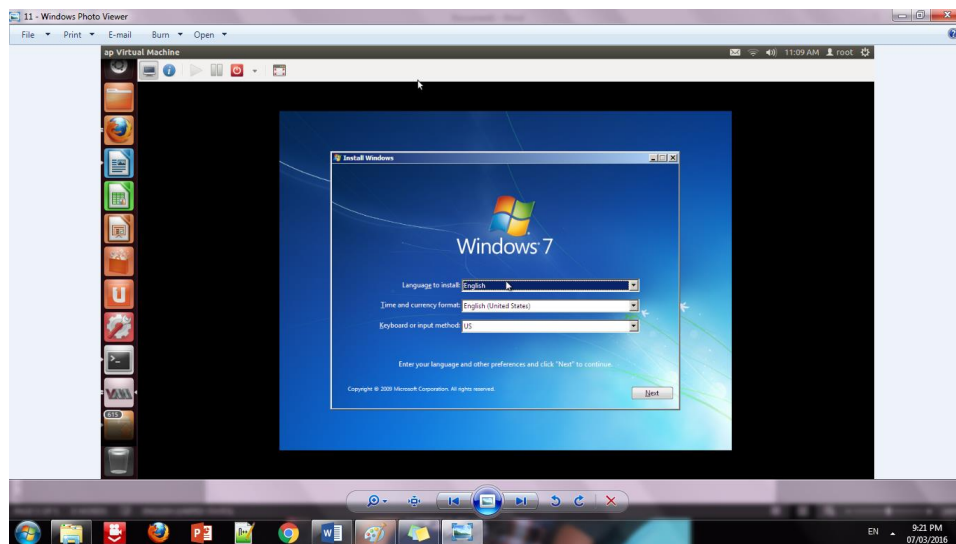 11 - Windows Photo Viewer
File Print E-mail Burn Open
ap Virtual Machine 11:09 AM root
Install Windows
Windows 7
Language to install: English
Time and currency format: English (United States)
Keyboard or input method: US
Enter your language and other preferences and click "Next" to continue.
Copyright © 2009 Microsoft Corporation. All rights reserved.
Next
EN 9:21 PM
07/03/2016